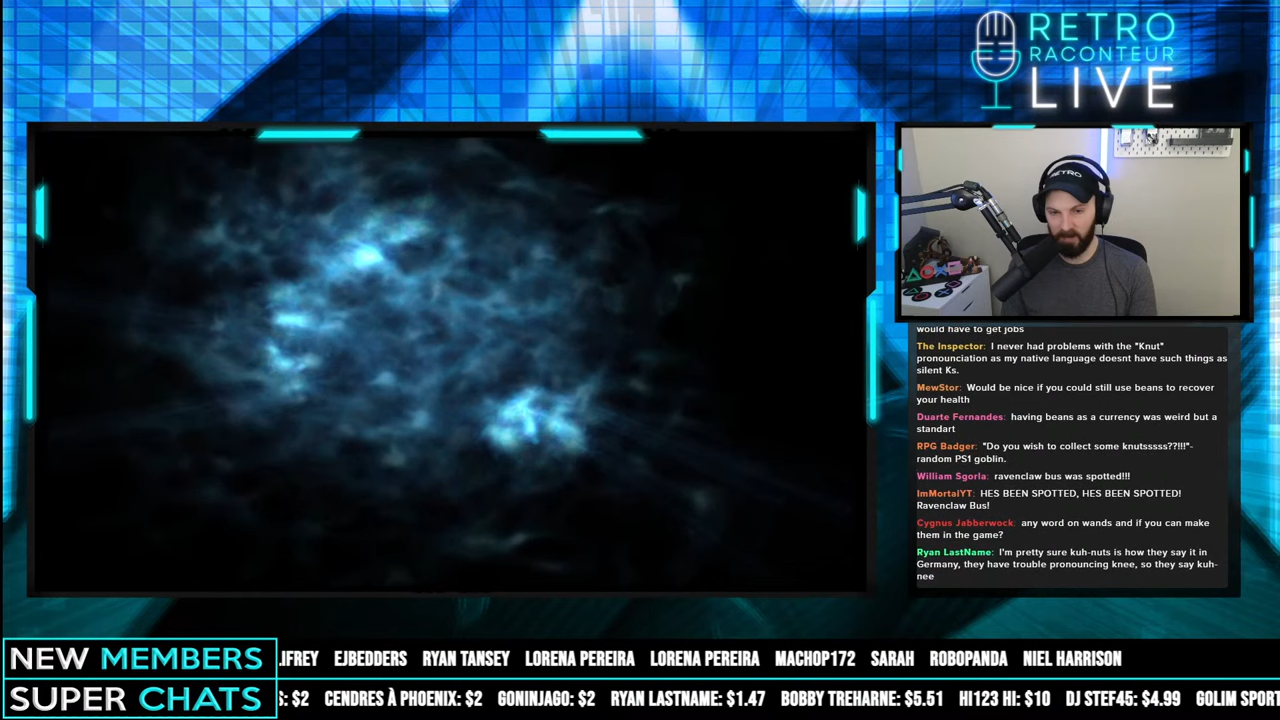 RETRO
RACONTEUR
LIVE
RETRO
would have to get jobs
The Inspector: I never had problems with the "Knut"
pronounciation as my native language doesnt have such things as
silent Ks.
MewStor: Would be nice if you could still use beans to recover
your health
Duarte Fernandes: having beans as a currency was weird but a
standart
RPG Badger: "Do you wish to collect some knutsssss??!!!"-
random PS1 goblin.
William Sgorla: ravenclaw bus was spotted!!!
ImMortalYT: HES BEEN SPOTTED, HES BEEN SPOTTED!
Ravenclaw Bus!
Cygnus Jabberwock: any word on wands and if you can make
them in the game?
Ryan LastName: I'm pretty sure kuh-nuts is how they say it in
Germany, they have trouble pronouncing knee, so they say kuh-
nee
NEW MEMBERS .IFREY EJBEDDERS RYAN TANSEY LORENA PEREIRA LORENA PEREIRA MACHOP172 SARAH ROBOPANDA NIEL HARRISON
SUPER CHATS S: $2 CENDRES À PHOENIX: $2 GONINJAGO: $2 RYAN LASTNAME: $1.47 BOBBY TREHARNE: $5.51 HI123 HI: $10 DJ STEF45: $4.99 GOLIM SPORT